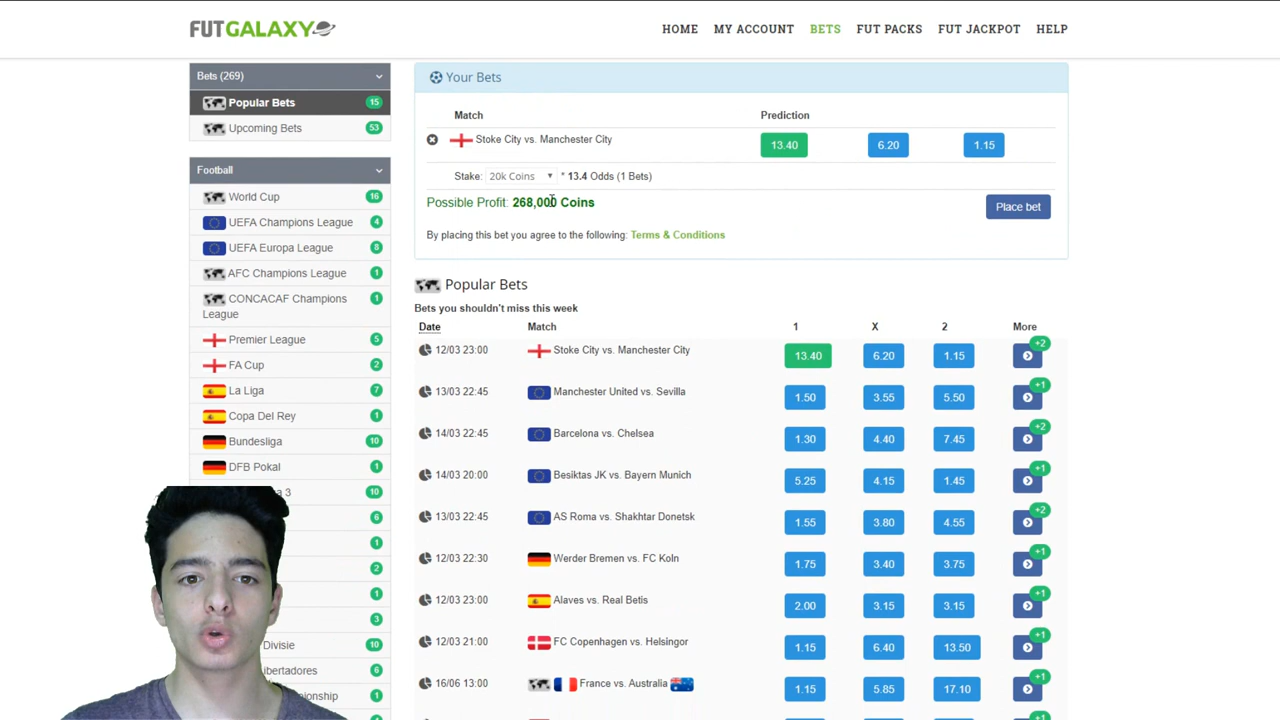 FUTGALAXY
HOME MY ACCOUNT BETS FUT PACKS FUT JACKPOT HELP
Bets (269)
Popular Bets 15
Upcoming Bets 53
Football
World Cup 16
UEFA Champions League 4
UEFA Europa League 8
AFC Champions League 1
CONCACAF Champions League 1
Premier League 5
FA Cup 2
La Liga 7
Copa Del Rey 1
Bundesliga 10
DFB Pokal 1
3 10
6
1
2
1
3
Divisie 10
ibertadores 6
mpionship 1
Your Bets
Match Prediction
Stoke City vs. Manchester City 13.40 6.20 1.15
Stake: 20k Coins * 13.4 Odds (1 Bets)
Possible Profit: 268,000 Coins
Place bet
By placing this bet you agree to the following: Terms & Conditions
Popular Bets
Bets you shouldn't miss this week
Date Match 1 X 2 More
12/03 23:00 Stoke City vs. Manchester City 13.40 6.20 1.15 +2
13/03 22:45 Manchester United vs. Sevilla 1.50 3.55 5.50 +1
14/03 22:45 Barcelona vs. Chelsea 1.30 4.40 7.45 +2
14/03 20:00 Besiktas JK vs. Bayern Munich 5.25 4.15 1.45 +1
13/03 22:45 AS Roma vs. Shakhtar Donetsk 1.55 3.80 4.55 +2
12/03 22:30 Werder Bremen vs. FC Koln 1.75 3.40 3.75 +1
12/03 23:00 Alaves vs. Real Betis 2.00 3.15 3.15 +1
12/03 21:00 FC Copenhagen vs. Helsingor 1.15 6.40 13.50 +1
16/06 13:00 France vs. Australia 1.15 5.85 17.10 +1